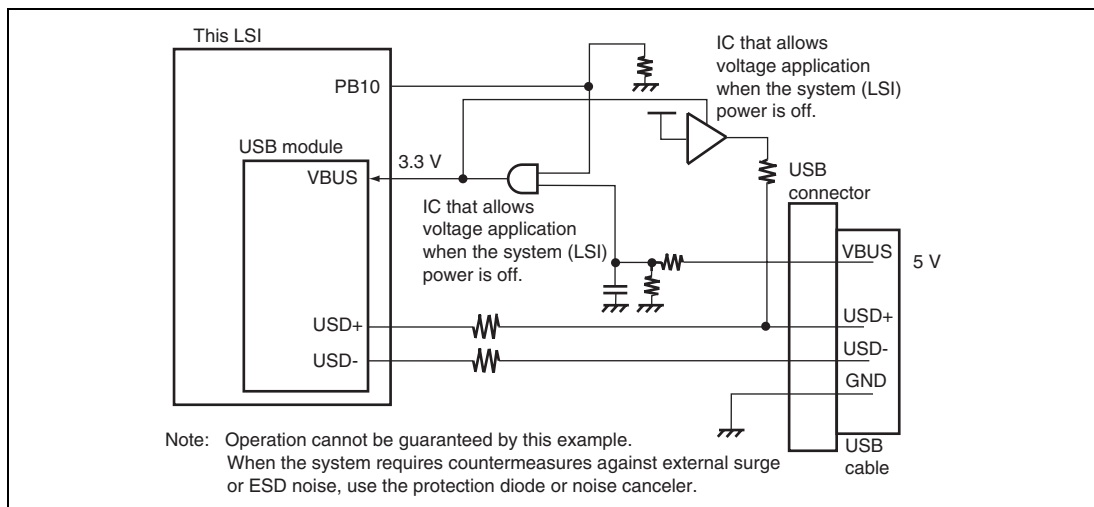 This LSI
PB10
USB module
VBUS
3.3 V
IC that allows
voltage application
when the system (LSI)
power is off.
IC that allows
voltage application
when the system (LSI)
power is off.
USB
connector
VBUS
5 V
USD+
USD-
USD+
USD-
GND
USB
cable
Note: Operation cannot be guaranteed by this example.
When the system requires countermeasures against external surge
or ESD noise, use the protection diode or noise canceler.